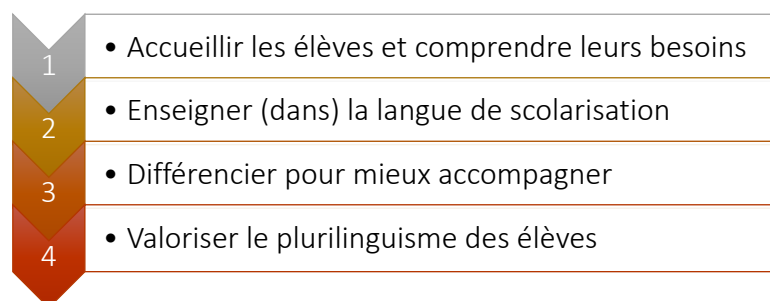 1 • Accueillir les élèves et comprendre leurs besoins
2 • Enseigner (dans) la langue de scolarisation
3 • Différencier pour mieux accompagner
4 • Valoriser le plurilinguisme des élèves